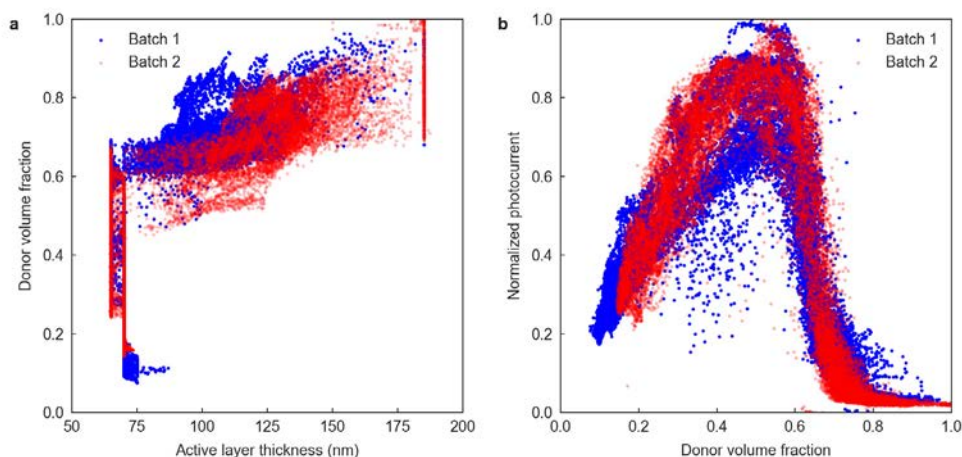 a
Batch 1
Batch 2
Donor volume fraction
1.0
0.8
0.6
0.4
0.2
0.0
50
75
100
125
150
175
200
Active layer thickness (nm)
b
Batch 1
Batch 2
Normalized photocurrent
1.0
0.8
0.6
0.4
0.2
0.0
0.0
0.2
0.4
0.6
0.8
1.0
Donor volume fraction